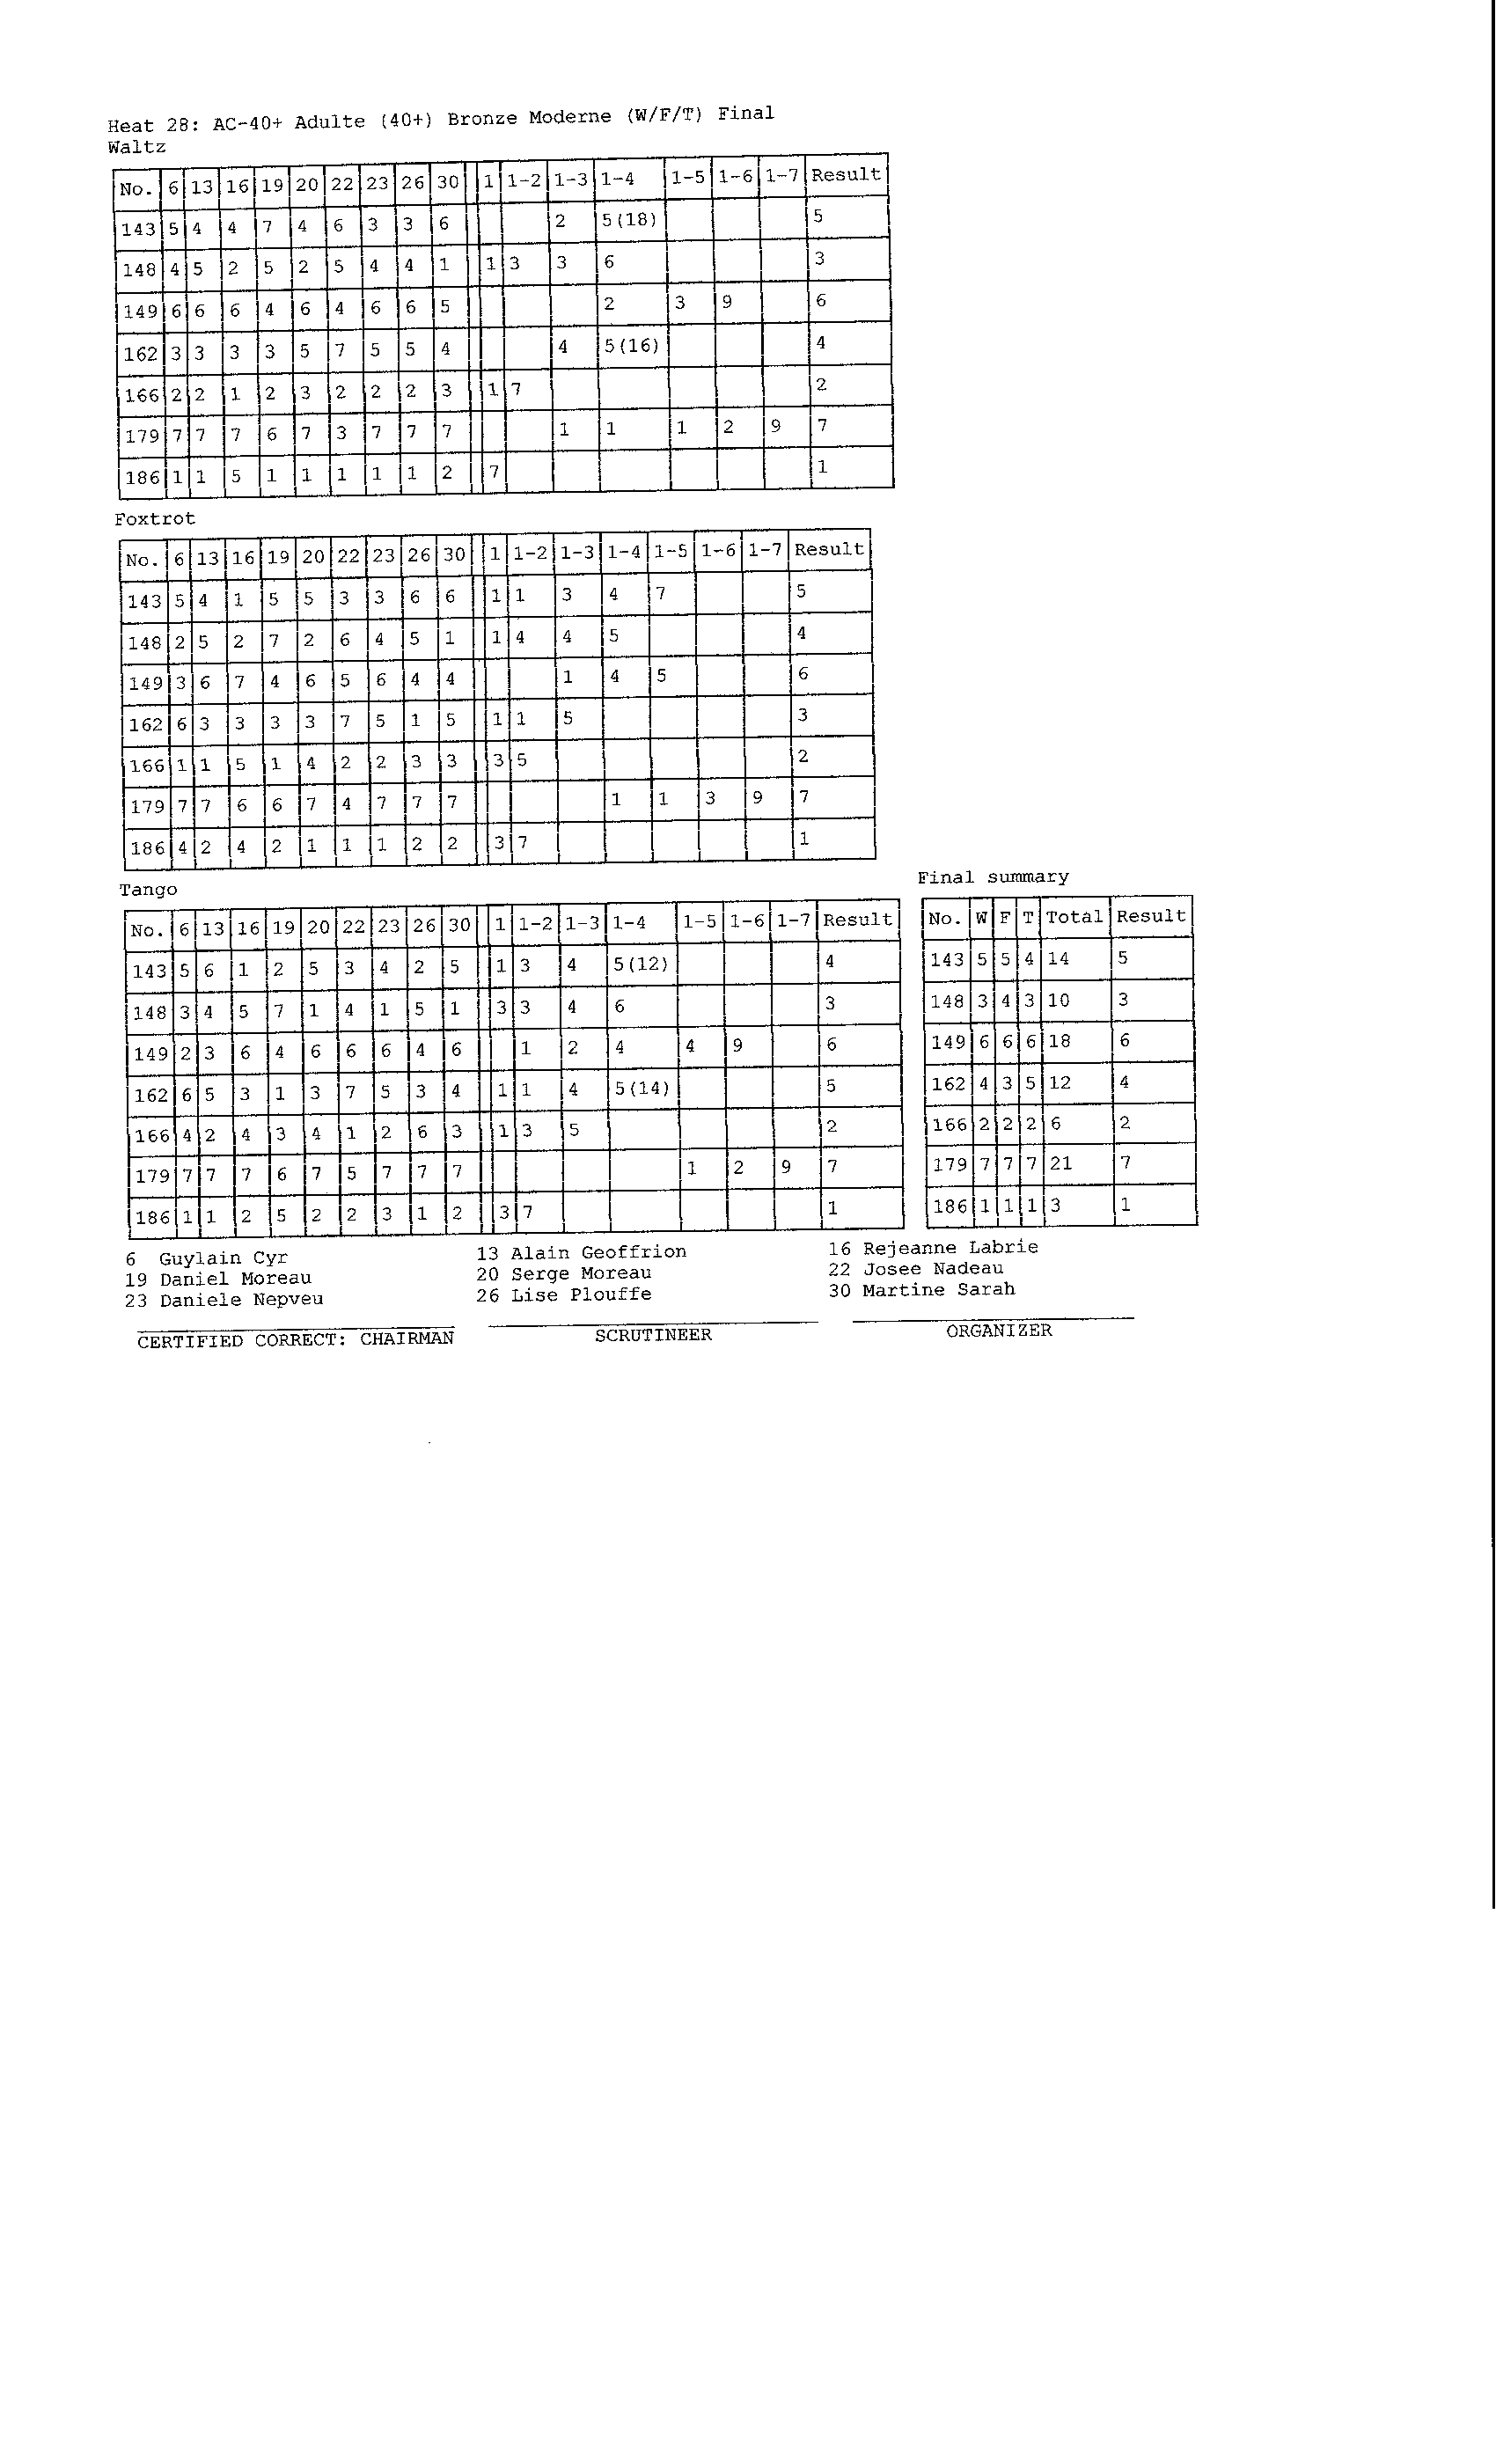 Heat 28: AC-40+ Adulte (40+) Bronze Moderne (W/F/T) Final
Waltz
No. 6 13 16 19 20 22 23 26 30 1 1-2 1-3 1-4 1-5 1-6 1-7 Result
143 5 4 4 7 4 6 3 3 6 2 5(18) 5
148 4 5 2 5 2 5 4 4 1 1 3 3 6 3
149 6 6 6 4 6 4 6 6 5 2 3 9 6
162 3 3 3 3 5 7 5 5 4 4 5(16) 4
166 2 2 1 2 3 2 2 2 3 1 7 2
179 7 7 7 6 7 3 7 7 7 1 1 1 2 9 7
186 1 1 5 1 1 1 1 1 2 7 1
Foxtrot
No. 6 13 16 19 20 22 23 26 30 1 1-2 1-3 1-4 1-5 1-6 1-7 Result
143 5 4 1 5 5 3 3 6 6 1 1 3 4 7 5
148 2 5 2 7 2 6 4 5 1 1 4 4 5 4
149 3 6 7 4 6 5 6 4 4 1 4 5 6
162 6 3 3 3 3 7 5 1 5 1 1 5 3
166 1 1 5 1 4 2 2 3 3 3 5 2
179 7 7 6 6 7 4 7 7 7 1 1 3 9 7
186 4 2 4 2 1 1 1 2 2 3 7 1
Tango
No. 6 13 16 19 20 22 23 26 30 1 1-2 1-3 1-4 1-5 1-6 1-7 Result
143 5 6 1 2 5 3 4 2 5 1 3 4 5(12) 4
148 3 4 5 7 1 4 1 5 1 3 3 4 6 3
149 2 3 6 4 6 6 6 4 6 1 2 4 4 9 6
162 6 5 3 1 3 7 5 3 4 1 1 4 5(14) 5
166 4 2 4 3 4 1 2 6 3 1 3 5 2
179 7 7 7 6 7 5 7 7 7 1 2 9 7
186 1 1 2 5 2 2 3 1 2 3 7 1
Final summary
No. W F T Total Result
143 5 5 4 14 5
148 3 4 3 10 3
149 6 6 6 18 6
162 4 3 5 12 4
166 2 2 2 6 2
179 7 7 7 21 7
186 1 1 1 3 1
6 Guylain Cyr 13 Alain Geoffrion 16 Rejeanne Labrie
19 Daniel Moreau 20 Serge Moreau 22 Josee Nadeau
23 Daniele Nepveu 26 Lise Plouffe 30 Martine Sarah
CERTIFIED CORRECT: CHAIRMAN SCRUTINEER ORGANIZER